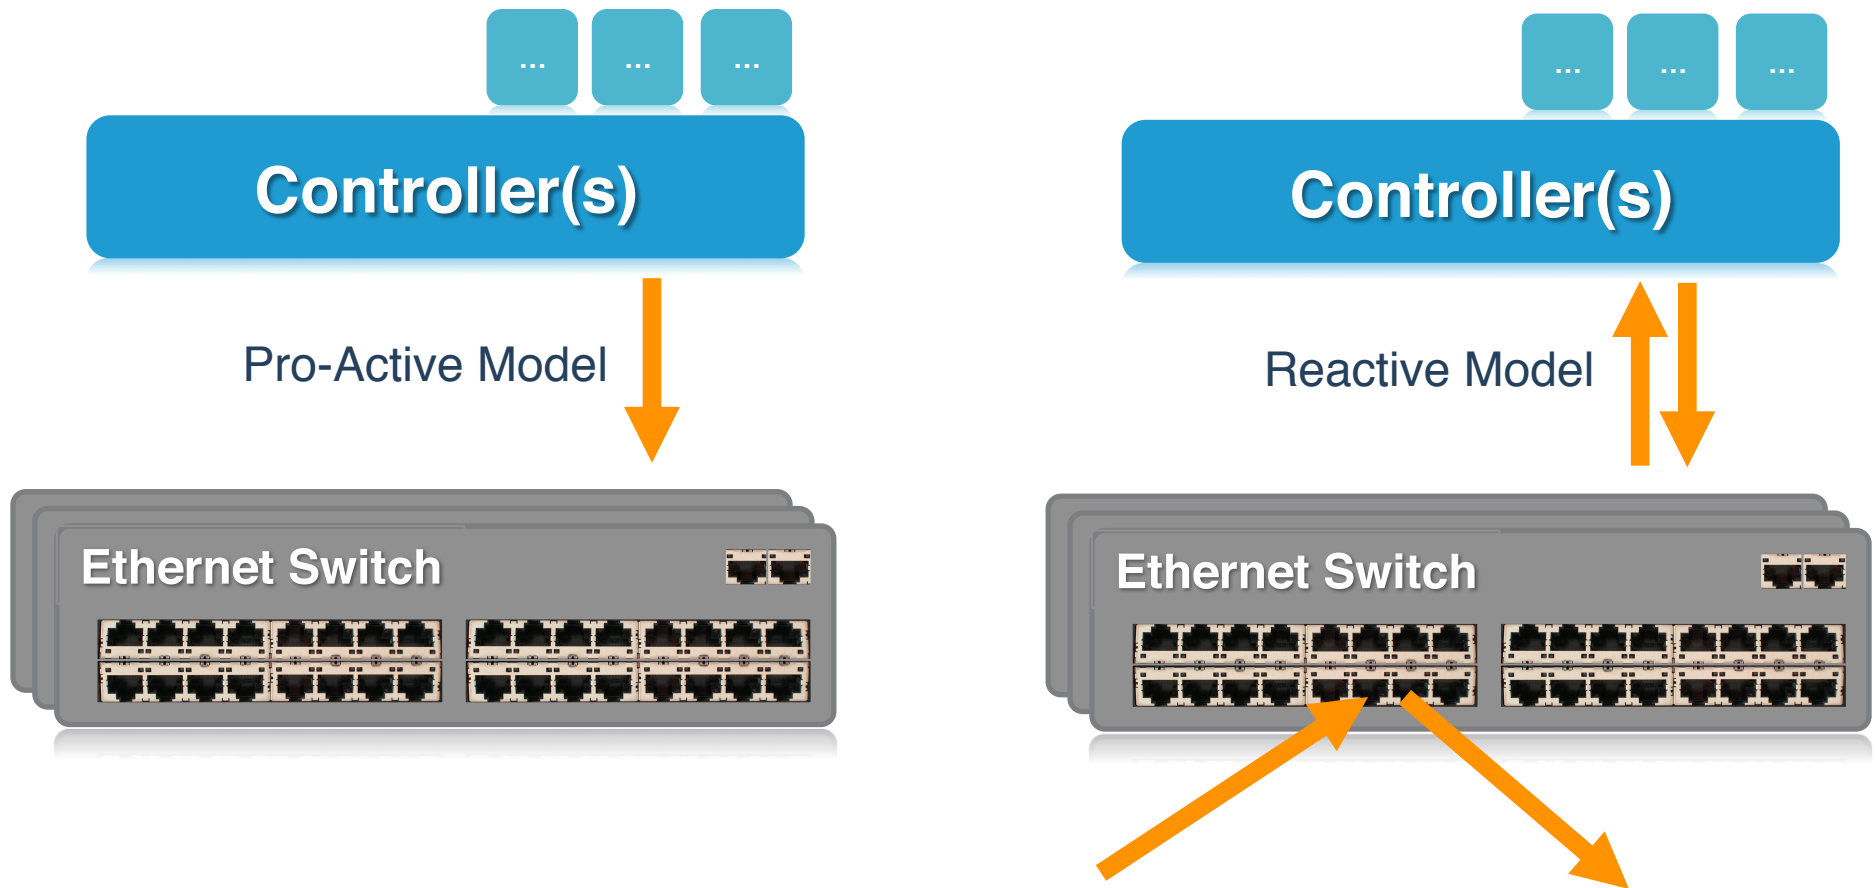 ... ... ...
Controller(s)
Pro-Active Model
Ethernet Switch
... ... ...
Controller(s)
Reactive Model
Ethernet Switch